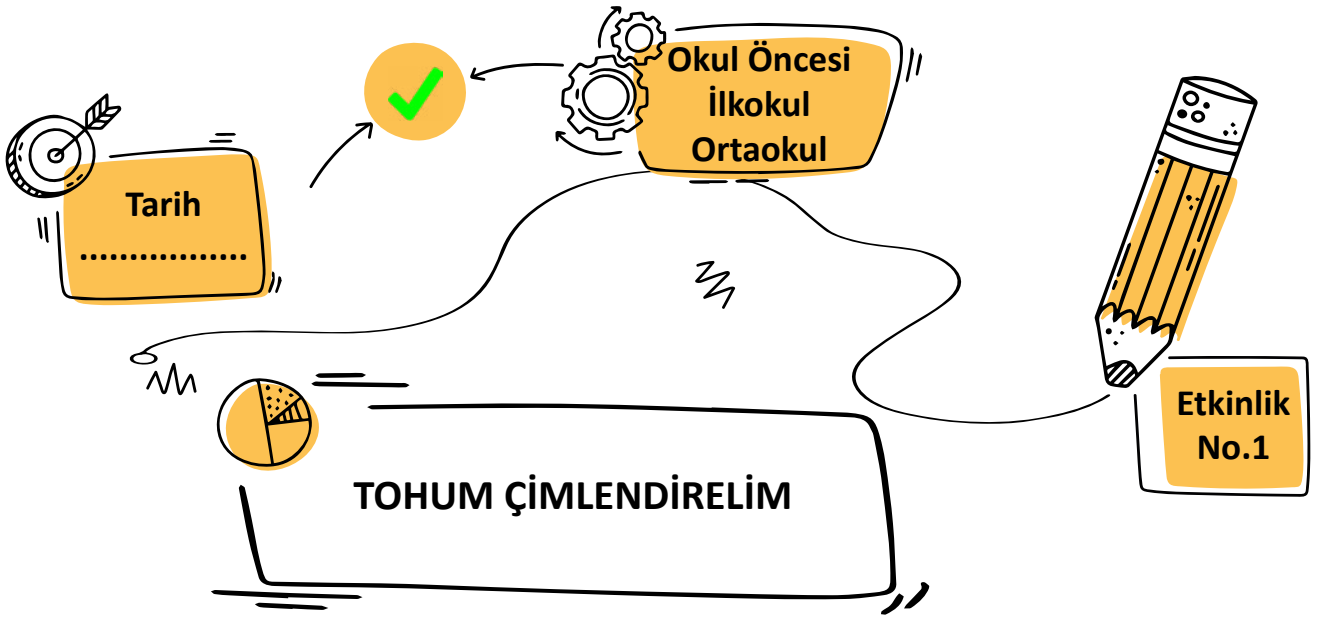 Okul Öncesi
İlkokul
Ortaokul
Tarih
.................
Etkinlik
No.1
TOHUM ÇİMLENDİRELİM